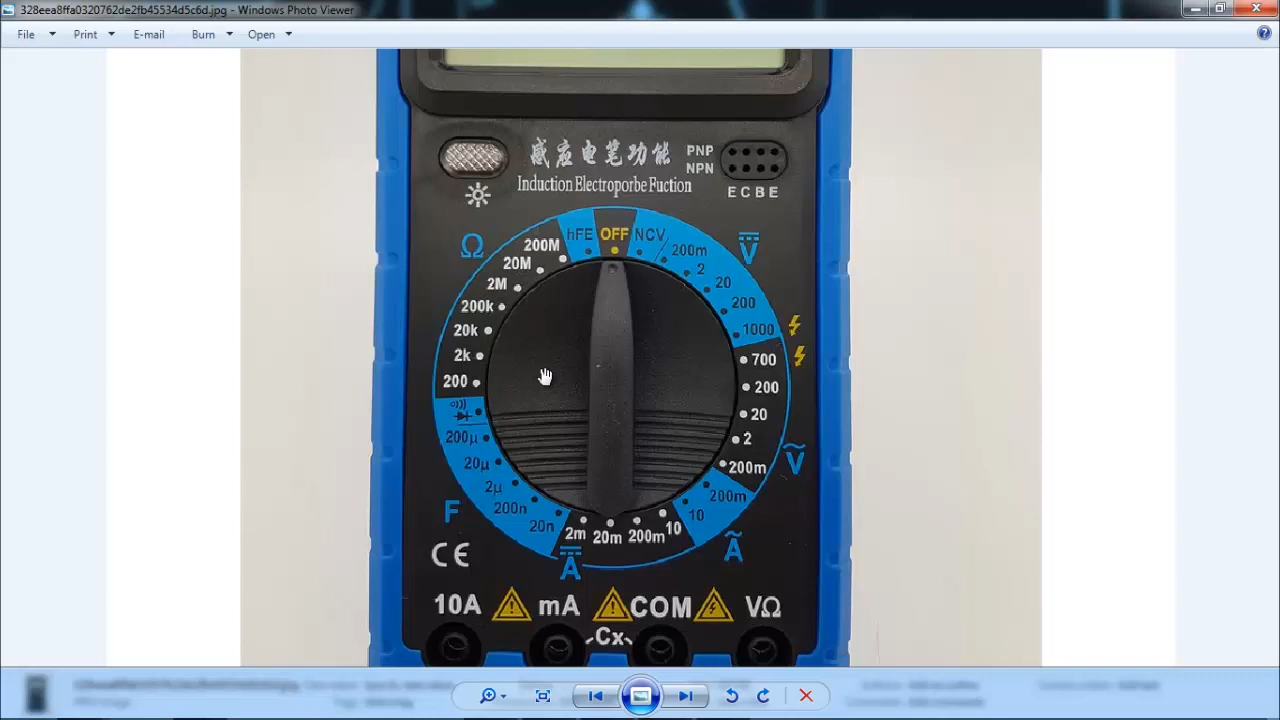 328eea8ffa0320762de2fb45534d5c6d.jpg - Windows Photo Viewer
File Print E-mail Burn Open
感应电笔功能
Induction Electroporbe Fuction
PNP
NPN
E C B E
Ω
200M
20M
2M
200k
20k
2k
200
hFE
OFF
NCV
V
200m
2
20
200
1000
700
200
20
2
200m
V
200m
10
A
10
200m
20m
2m
A
20n
200n
2µ
20µ
200µ
F
CE
10A mA COM VΩ
Cx